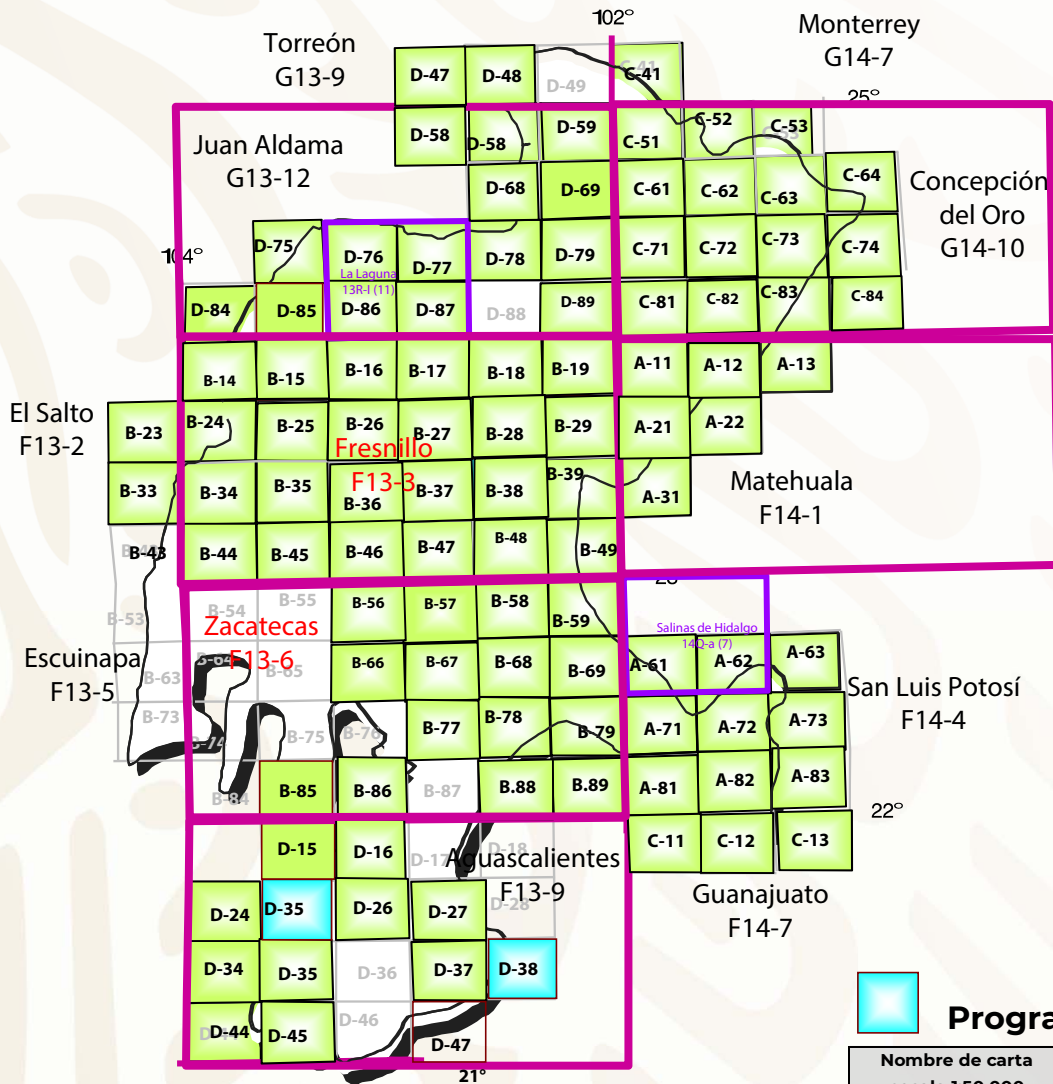 102°
Torreón
G13-9
Monterrey
G14-7
D-47
D-48
D-49
C-41
25°
D-58
D-58
D-59
C-51
C-52
C-53
Juan Aldama
G13-12
D-68
D-69
C-61
C-62
C-63
C-64
Concepción
del Oro
G14-10
104°
D-75
D-76
D-77
D-78
D-79
C-71
C-72
C-73
C-74
La Laguna
13R-I (11)
D-84
D-85
D-86
D-87
D-88
D-89
C-81
C-82
C-83
C-84
B-14
B-15
B-16
B-17
B-18
B-19
A-11
A-12
A-13
El Salto
F13-2
B-23
B-24
B-25
B-26
B-27
B-28
B-29
A-21
A-22
Fresnillo
F13-3
B-33
B-34
B-35
B-36
B-37
B-38
B-39
A-31
Matehuala
F14-1
B-43
B-44
B-45
B-46
B-47
B-48
B-49
B-53
B-54
B-55
B-56
B-57
B-58
B-59
Zacatecas
F13-6
Salinas de Hidalgo
14Q-a (7)
Escuinapa
F13-5
B-63
B-64
B-65
B-66
B-67
B-68
B-69
A-61
A-62
A-63
San Luis Potosí
F14-4
B-73
B-74
B-75
B-76
B-77
B-78
B-79
A-71
A-72
A-73
B-84
B-85
B-86
B-87
B.88
B.89
A-81
A-82
A-83
22°
D-15
D-16
D-17
D-18
C-11
C-12
C-13
Aguascalientes
F13-9
Guanajuato
F14-7
D-24
D-35
D-26
D-27
D-28
D-34
D-35
D-36
D-37
D-38
D-44
D-45
D-46
D-47
21°
Progra
Nombre de carta